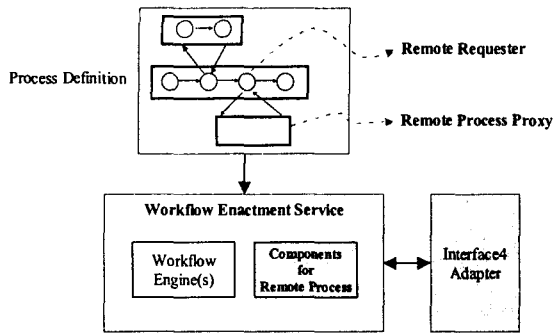 Remote Requester
Process Definition
Remote Process Proxy
Workflow Enactment Service
Workflow
Engine(s)
Components
for
Remote Process
Interface4
Adapter